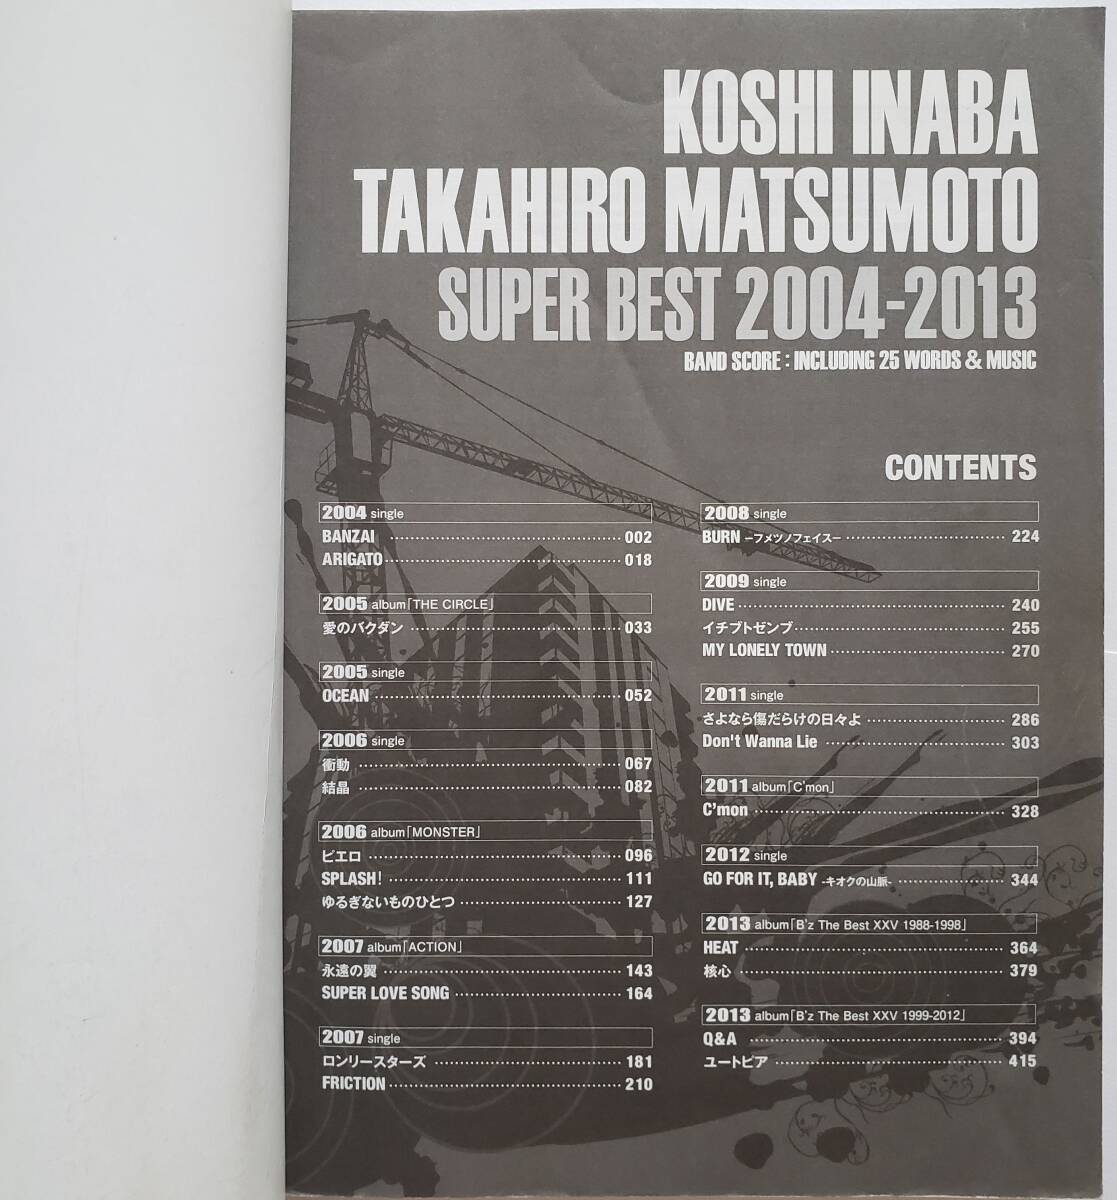 KOSHI INABA
TAKAHIRO MATSUMOTO
SUPER BEST 2004-2013
BAND SCORE : INCLUDING 25 WORDS & MUSIC
CONTENTS
2004 single
BANZAI 002
ARIGATO 018
2005 album「THE CIRCLE」
愛のバクダン 033
2005 single
OCEAN 052
2006 single
衝動 067
結晶 082
2006 album「MONSTER」
ピエロ 096
SPLASH! 111
ゆるぎないものひとつ 127
2007 album「ACTION」
永遠の翼 143
SUPER LOVE SONG 164
2007 single
ロンリースターズ 181
FRICTION 210
2008 single
BURN −フメツノフェイス− 224
2009 single
DIVE 240
イチブトゼンブ 255
MY LONELY TOWN 270
2011 single
さよなら傷だらけの日々よ 286
Don't Wanna Lie 303
2011 album「C'mon」
C'mon 328
2012 single
GO FOR IT, BABY -キオクの山脈- 344
2013 album「B'z The Best XXV 1988-1998」
HEAT 364
核心 379
2013 album「B'z The Best XXV 1999-2012」
Q&A 394
ユートピア 415